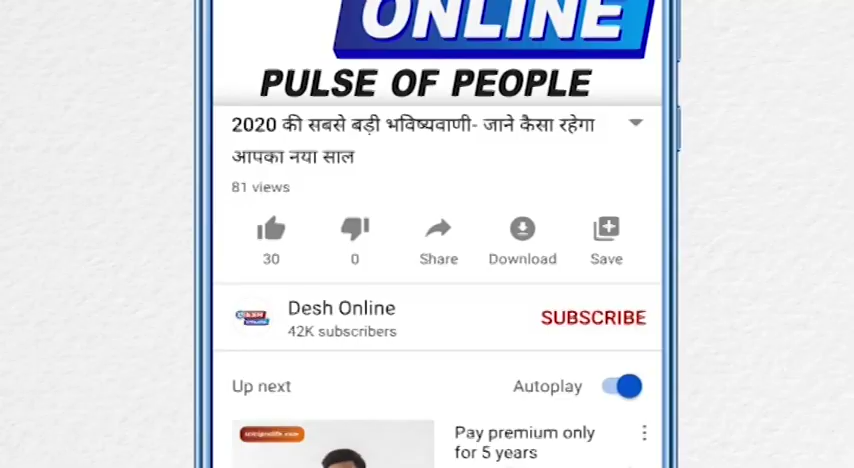 ONLINE
PULSE OF PEOPLE
2020 की सबसे बड़ी भविष्यवाणी- जाने कैसा रहेगा
आपका नया साल
81 views
30
0
Share
Download
Save
Desh Online
42K subscribers
SUBSCRIBE
Up next
Autoplay
Pay premium only
for 5 years